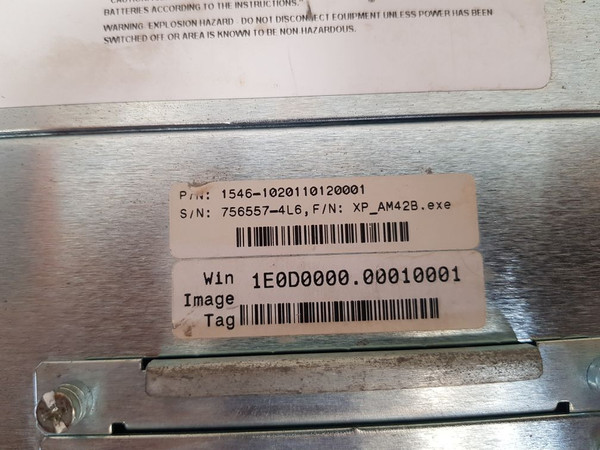 BATTERIES ACCORDING TO THE INSTRUCTIONS."
WARNING: EXPLOSION HAZARD - DO NOT DISCONNECT EQUIPMENT UNLESS POWER HAS BEEN
SWITCHED OFF OR AREA IS KNOWN TO BE NON-HAZARDOUS.
P/N: 1546-1020110120001
S/N: 756557-4L6,F/N: XP_AM42B.exe
Win 1E0D0000.00010001
Image
Tag